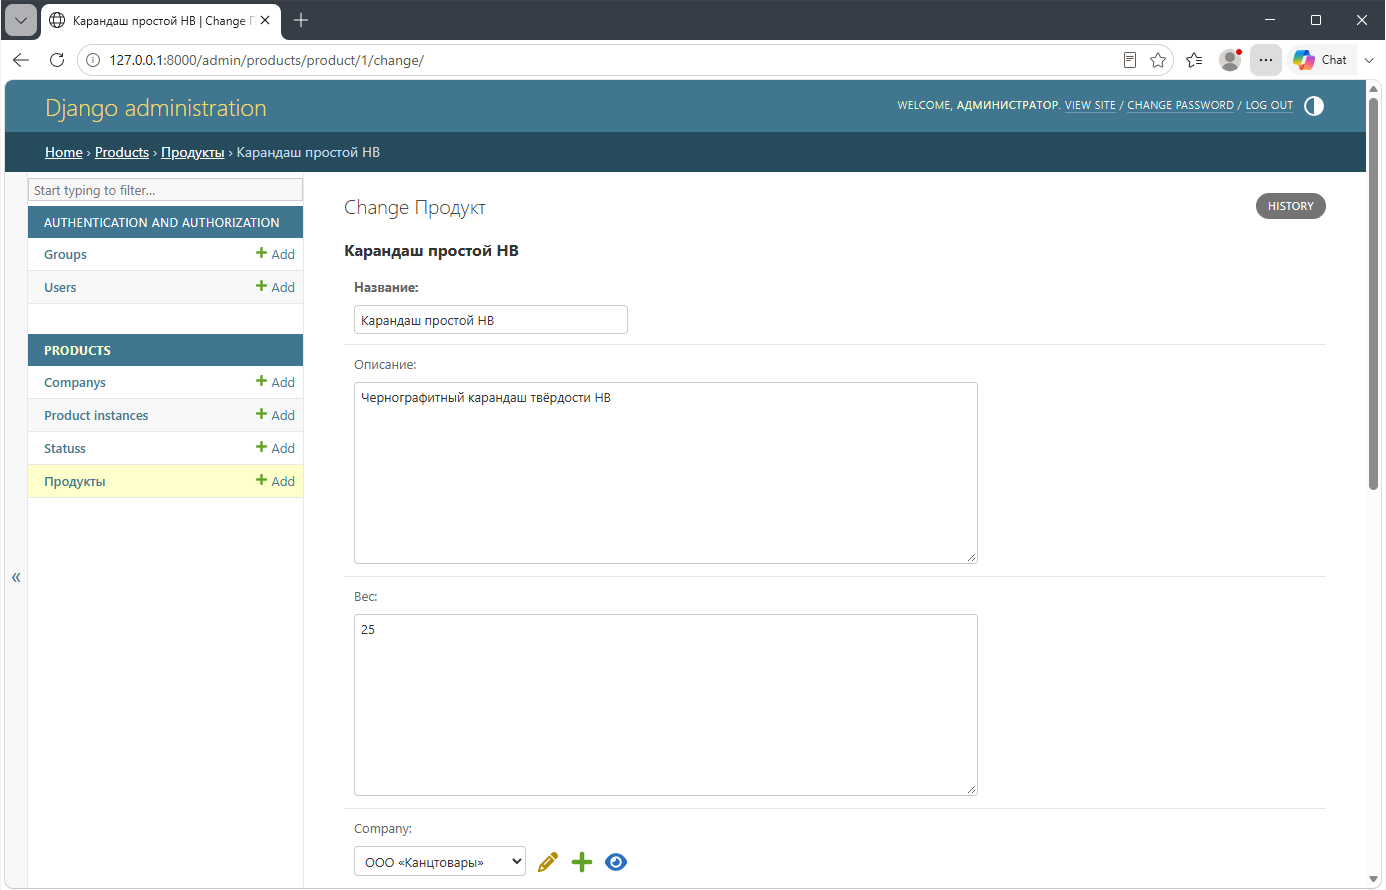 Карандаш простой HB | Change
127.0.0.1:8000/admin/products/product/1/change/
Chat
Django administration
WELCOME, АДМИНИСТРАТОР. VIEW SITE / CHANGE PASSWORD / LOG OUT
Home › Products › Продукты › Карандаш простой HB
Start typing to filter...
AUTHENTICATION AND AUTHORIZATION
Groups + Add
Users + Add
PRODUCTS
Companys + Add
Product instances + Add
Statuss + Add
Продукты + Add
«
Change Продукт
HISTORY
Карандаш простой HB
Название:
Карандаш простой HB
Описание:
Чернографитный карандаш твёрдости HB
Вес:
25
Company:
ООО «Канцтовары»